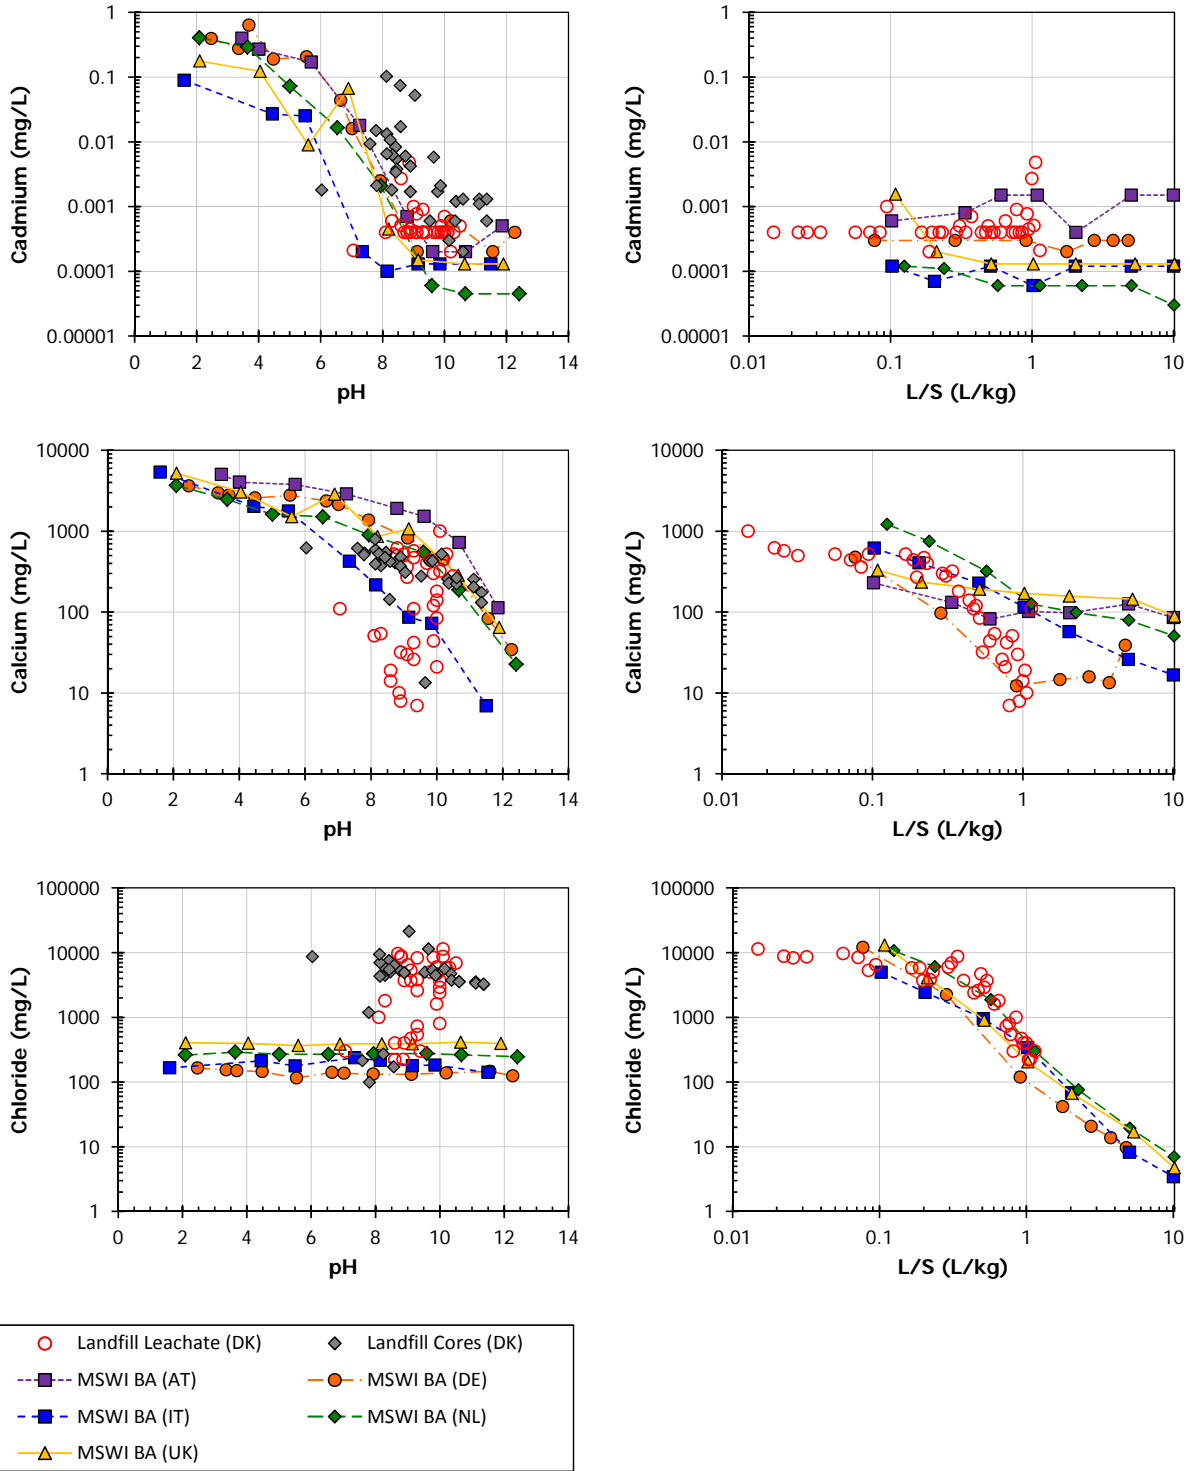 1
0.1
0.01
0.001
0.0001
0.00001
Cadmium (mg/L)
0 2 4 6 8 10 12 14
pH
1
0.1
0.01
0.001
0.0001
0.00001
Cadmium (mg/L)
0.01 0.1 1 10
L/S (L/kg)
10000
1000
100
10
1
Calcium (mg/L)
0 2 4 6 8 10 12 14
pH
10000
1000
100
10
1
Calcium (mg/L)
0.01 0.1 1 10
L/S (L/kg)
100000
10000
1000
100
10
1
Chloride (mg/L)
0 2 4 6 8 10 12 14
pH
100000
10000
1000
100
10
1
Chloride (mg/L)
0.01 0.1 1 10
L/S (L/kg)
Landfill Leachate (DK) Landfill Cores (DK)
MSWI BA (AT) MSWI BA (DE)
MSWI BA (IT) MSWI BA (NL)
MSWI BA (UK)